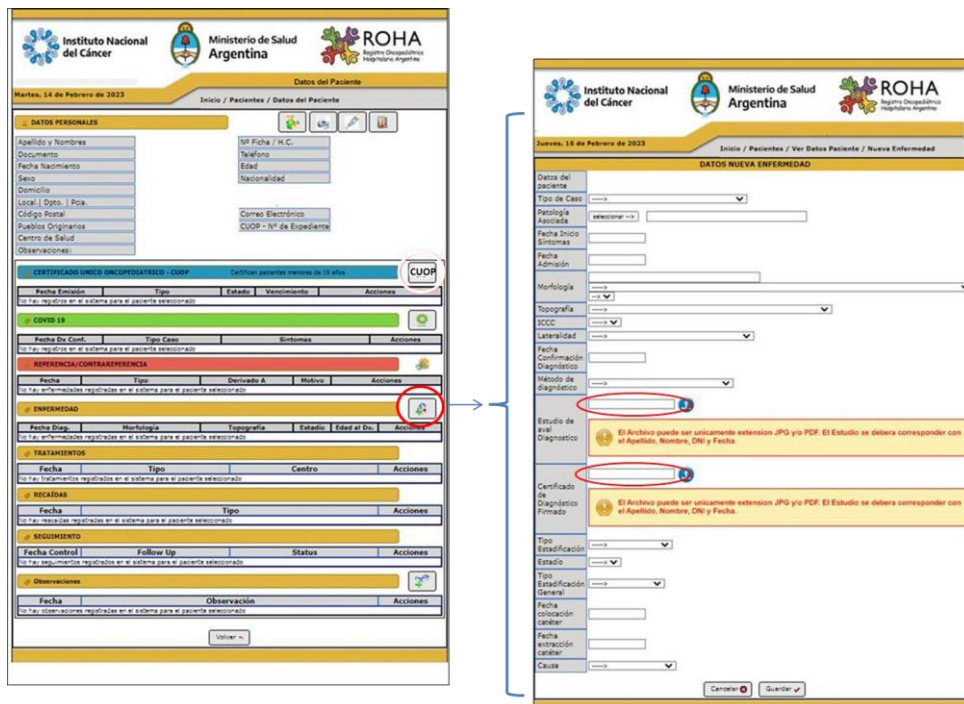 Instituto Nacional
del Cáncer
Ministerio de Salud
Argentina
ROHA
Registro Oncopediátrico
Hospitalario Argentino
Datos del Paciente
Martes, 14 de Febrero de 2023
Inicio / Pacientes / Datos del Paciente
DATOS PERSONALES
Apellido y Nombres
Nº Ficha / H.C.
Documento
Teléfono
Fecha Nacimiento
Edad
Sexo
Nacionalidad
Domicilio
Local.| Dpto. | Pcia.
Código Postal
Correo Electrónico
Pueblos Originarios
CUOP - Nº de Expediente
Centro de Salud
Observaciones:
CERTIFICADO UNICO ONCOPEDIATRICO - CUOP
Certifican pacientes menores de 19 años
CUOP
Fecha Emisión Tipo Estado Vencimiento Acciones
No hay registros en el sistema para el paciente seleccionado
COVID 19
Fecha Dx Conf. Tipo Caso Sintomas Acciones
No hay registros en el sistema para el paciente seleccionado
REFERENCIA/CONTRAREFERENCIA
Fecha Tipo Derivado A Motivo Acciones
No hay enfermedades registradas en el sistema para el paciente seleccionado
ENFERMEDAD
Fecha Diag. Morfología Topografía Estadio Edad al Dx. Acciones
No hay enfermedades registradas en el sistema para el paciente seleccionado
TRATAMIENTOS
Fecha Tipo Centro Acciones
No hay tratamientos registrados en el sistema para el paciente seleccionado
RECAÍDAS
Fecha Tipo Acciones
No hay reacaidas registradas en el sistema para el paciente seleccionado
SEGUIMIENTO
Fecha Control Follow Up Status Acciones
No hay seguimientos registrados en el sistema para el paciente seleccionado
Observaciones
Fecha Observación Acciones
No hay observaciones registradas en el sistema para el paciente seleccionado
Volver
Instituto Nacional
del Cáncer
Ministerio de Salud
Argentina
ROHA
Registro Oncopediátrico
Hospitalario Argentino
Jueves, 16 de Febrero de 2023
Inicio / Pacientes / Ver Datos Paciente / Nueva Enfermedad
DATOS NUEVA ENFERMEDAD
Datos del
paciente
Tipo de Caso ----->
Patología
Asociada
seleccionar -->
Fecha Inicio
Sintomas
Fecha
Admisión
Morfología ----->
-->
Topografía ----->
ICCC ----->
Lateralidad ----->
Fecha
Confirmación
Diagnóstico
Método de
diagnóstico
----->
Estudio de
aval
Diagnostico
El Archivo puede ser unicamente extension JPG y/o PDF. El Estudio se debera corresponder con
el Apellido, Nombre, DNI y Fecha.
Certificado
de
Diagnóstico
Firmado
El Archivo puede ser unicamente extension JPG y/o PDF. El Estudio se debera corresponder con
el Apellido, Nombre, DNI y Fecha.
Tipo
Estadificación
----->
Estadio ----->
Tipo
Estadificación
General
----->
Fecha
colocación
catéter
Fecha
extracción
catéter
Causa ----->
Cancelar Guardar